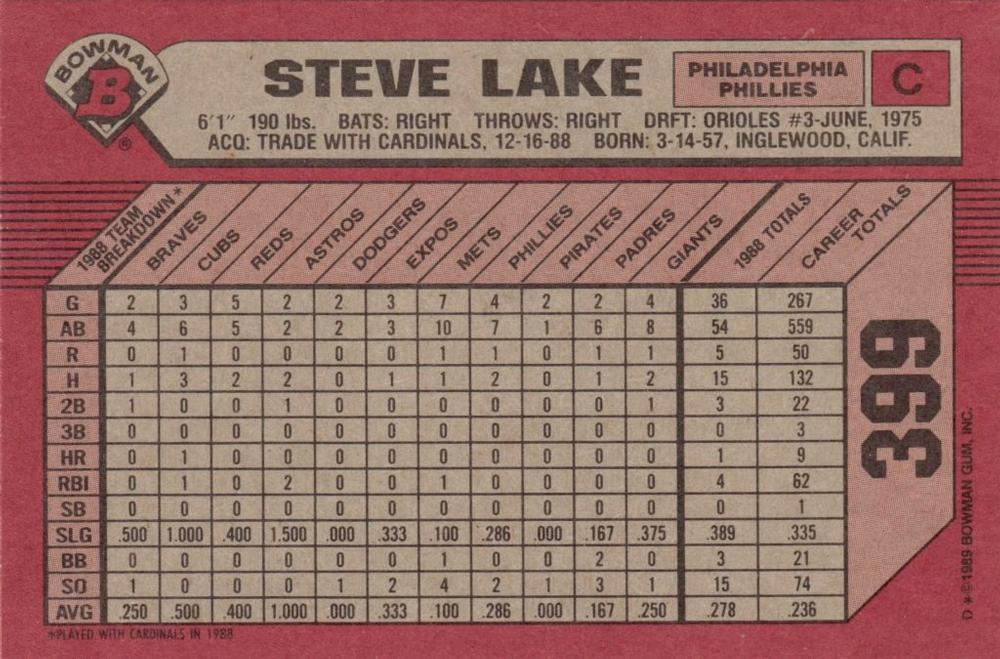 BOWMAN
B
®
STEVE LAKE
PHILADELPHIA
PHILLIES
C
6'1" 190 lbs. BATS: RIGHT THROWS: RIGHT DRFT: ORIOLES #3-JUNE, 1975
ACQ: TRADE WITH CARDINALS, 12-16-88 BORN: 3-14-57, INGLEWOOD, CALIF.
1988 TEAM BREAKDOWN* BRAVES CUBS REDS ASTROS DODGERS EXPOS METS PHILLIES PIRATES PADRES GIANTS 1988 TOTALS CAREER TOTALS
G 2 3 5 2 2 3 7 4 2 2 4 36 267
AB 4 6 5 2 2 3 10 7 1 6 8 54 559
R 0 1 0 0 0 0 1 1 0 1 1 5 50
H 1 3 2 2 0 1 1 2 0 1 2 15 132
2B 1 0 0 1 0 0 0 0 0 0 1 3 22
3B 0 0 0 0 0 0 0 0 0 0 0 0 3
HR 0 1 0 0 0 0 0 0 0 0 0 1 9
RBI 0 1 0 2 0 0 1 0 0 0 0 4 62
SB 0 0 0 0 0 0 0 0 0 0 0 0 1
SLG .500 1.000 .400 1.500 .000 .333 .100 .286 .000 .167 .375 .389 .335
BB 0 0 0 0 0 0 1 0 0 2 0 3 21
SO 1 0 0 0 1 2 4 2 1 3 1 15 74
AVG .250 .500 .400 1.000 .000 .333 .100 .286 .000 .167 .250 .278 .236
*PLAYED WITH CARDINALS IN 1988
399
D *©1989 BOWMAN GUM, INC.